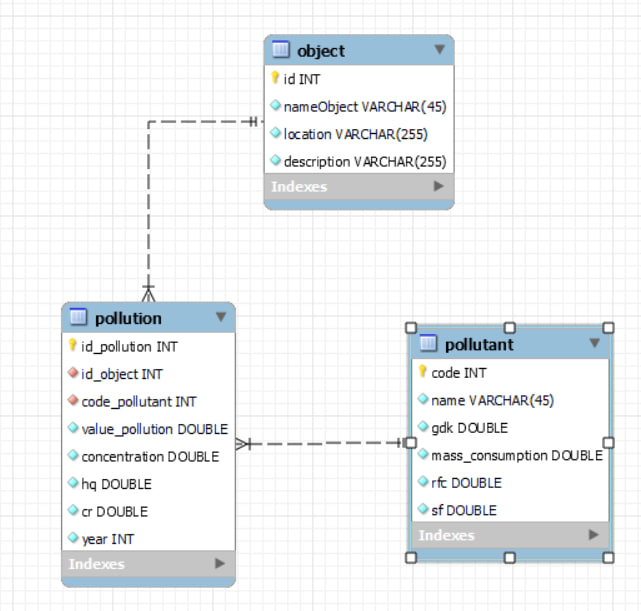 object
id INT
nameObject VARCHAR(45)
location VARCHAR(255)
description VARCHAR(255)
Indexes
pollution
id_pollution INT
id_object INT
code_pollutant INT
value_pollution DOUBLE
concentration DOUBLE
hq DOUBLE
cr DOUBLE
year INT
Indexes
pollutant
code INT
name VARCHAR(45)
gdk DOUBLE
mass_consumption DOUBLE
rfc DOUBLE
sf DOUBLE
Indexes